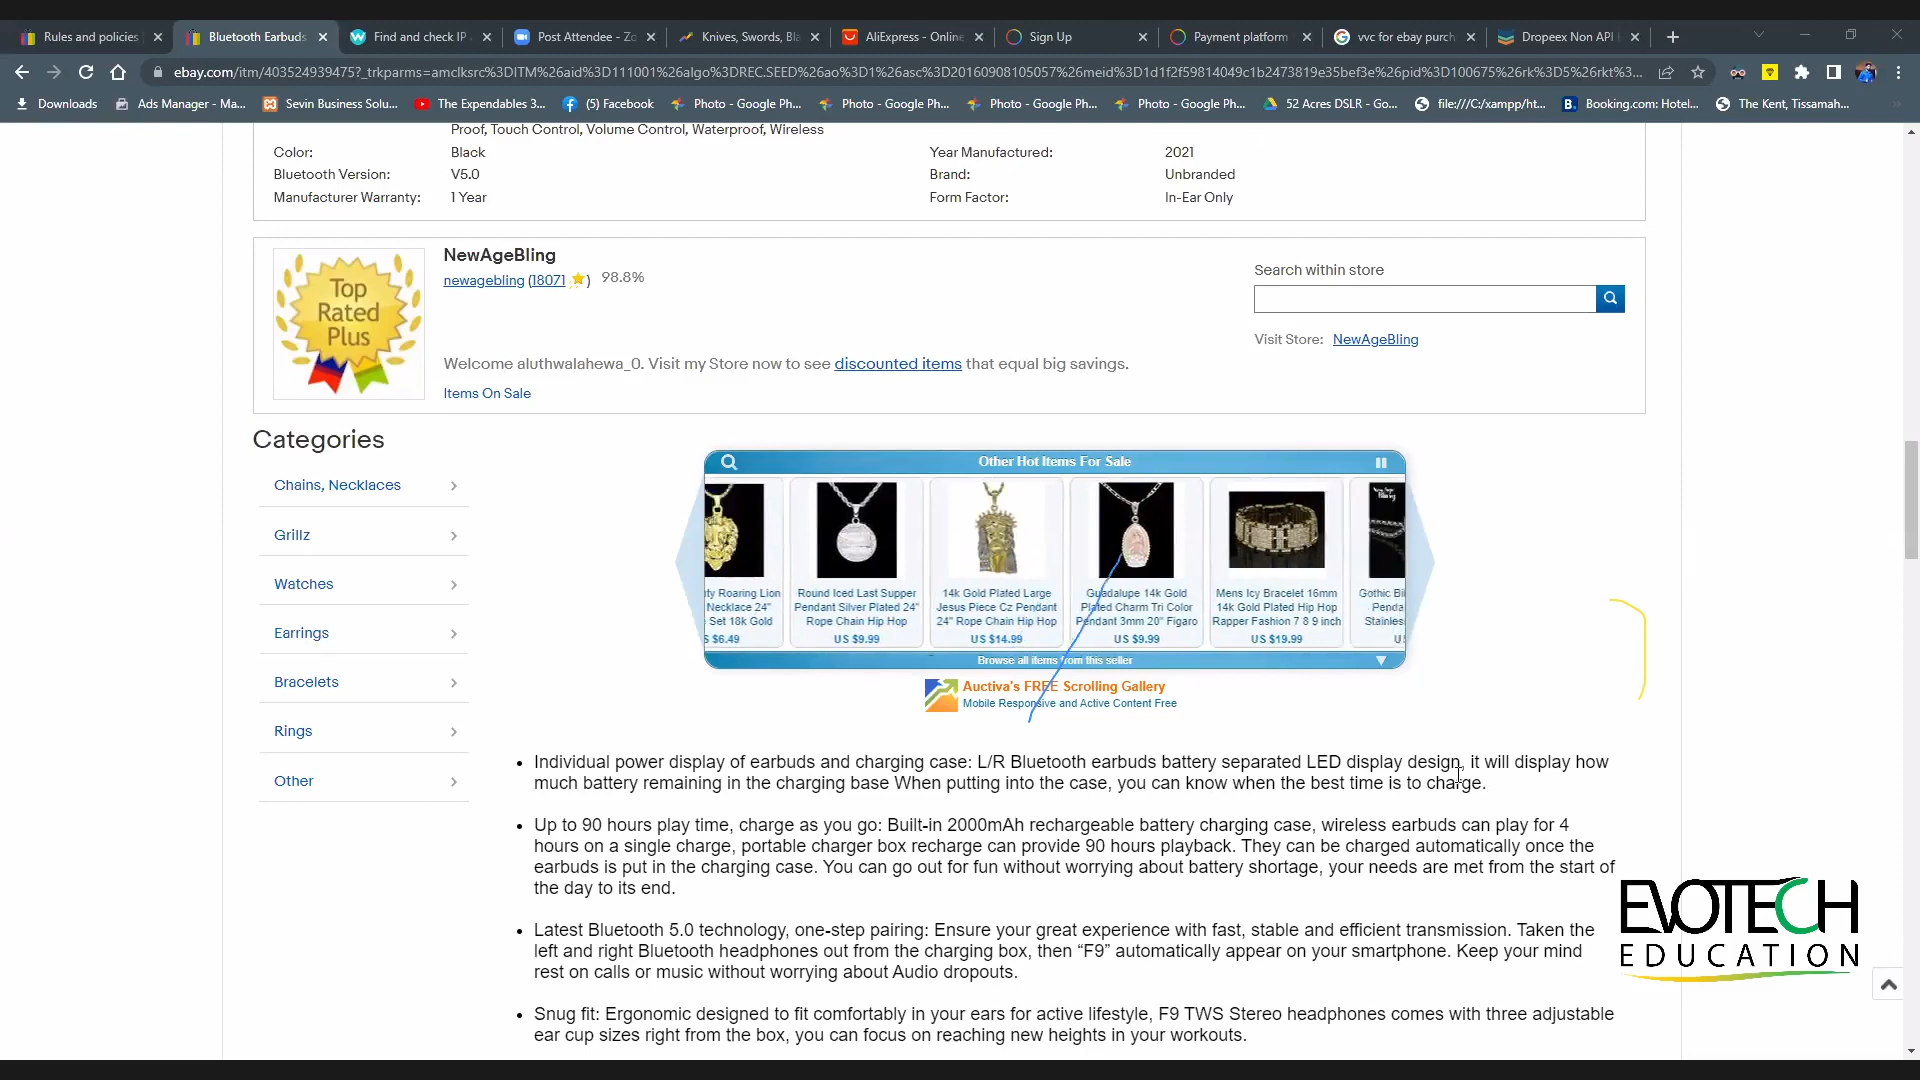 Rules and policies
Bluetooth Earbuds
Find and check IP
Post Attendee - Zo
Knives, Swords, Bla
AliExpress - Online
Sign Up
Payment platform
vvc for ebay purch
Dropeex Non API L
ebay.com/itm/403524939475?_trkparms=amclksrc%3DITM%26aid%3D111001%26algo%3DREC.SEED%26ao%3D1%26asc%3D20160908105057%26meid%3D1d1f2f59814049c1b2473819e35bef3e%26pid%3D100675%26rk%3D5%26rkt%3...
Downloads
Ads Manager - Ma...
Sevin Business Solu...
The Expendables 3...
(5) Facebook
Photo - Google Ph...
Photo - Google Ph...
Photo - Google Ph...
Photo - Google Ph...
52 Acres DSLR - Go...
file:///C:/xampp/ht...
Booking.com: Hotel...
The Kent, Tissamah...
Proof, Touch Control, Volume Control, Waterproof, Wireless
Color: Black Year Manufactured: 2021
Bluetooth Version: V5.0 Brand: Unbranded
Manufacturer Warranty: 1 Year Form Factor: In-Ear Only
Top
Rated
Plus
NewAgeBling
newagebling (18071 ) 98.8%
Search within store
Visit Store: NewAgeBling
Welcome aluthwalahewa_0. Visit my Store now to see discounted items that equal big savings.
Items On Sale
Categories
Chains, Necklaces
Grillz
Watches
Earrings
Bracelets
Rings
Other
Other Hot Items For Sale
ty Roaring Lion
Necklace 24"
Set 18k Gold
$ $6.49
Round Iced Last Supper
Pendant Silver Plated 24"
Rope Chain Hip Hop
US $9.99
14k Gold Plated Large
Jesus Piece Cz Pendant
24" Rope Chain Hip Hop
US $14.99
Guadalupe 14k Gold
Plated Charm Tri Color
Pendant 3mm 20" Figaro
US $9.99
Mens Icy Bracelet 16mm
14k Gold Plated Hip Hop
Rapper Fashion 7 8 9 inch
US $19.99
Gothic Bi
Penda
Stainles
Browse all items from this seller
Auctiva's FREE Scrolling Gallery
Mobile Responsive and Active Content Free
• Individual power display of earbuds and charging case: L/R Bluetooth earbuds battery separated LED display design, it will display how
much battery remaining in the charging base When putting into the case, you can know when the best time is to charge.
• Up to 90 hours play time, charge as you go: Built-in 2000mAh rechargeable battery charging case, wireless earbuds can play for 4
hours on a single charge, portable charger box recharge can provide 90 hours playback. They can be charged automatically once the
earbuds is put in the charging case. You can go out for fun without worrying about battery shortage, your needs are met from the start of
the day to its end.
• Latest Bluetooth 5.0 technology, one-step pairing: Ensure your great experience with fast, stable and efficient transmission. Taken the
left and right Bluetooth headphones out from the charging box, then “F9” automatically appear on your smartphone. Keep your mind
rest on calls or music without worrying about Audio dropouts.
• Snug fit: Ergonomic designed to fit comfortably in your ears for active lifestyle, F9 TWS Stereo headphones comes with three adjustable
ear cup sizes right from the box, you can focus on reaching new heights in your workouts.
EVOTECH
EDUCATION